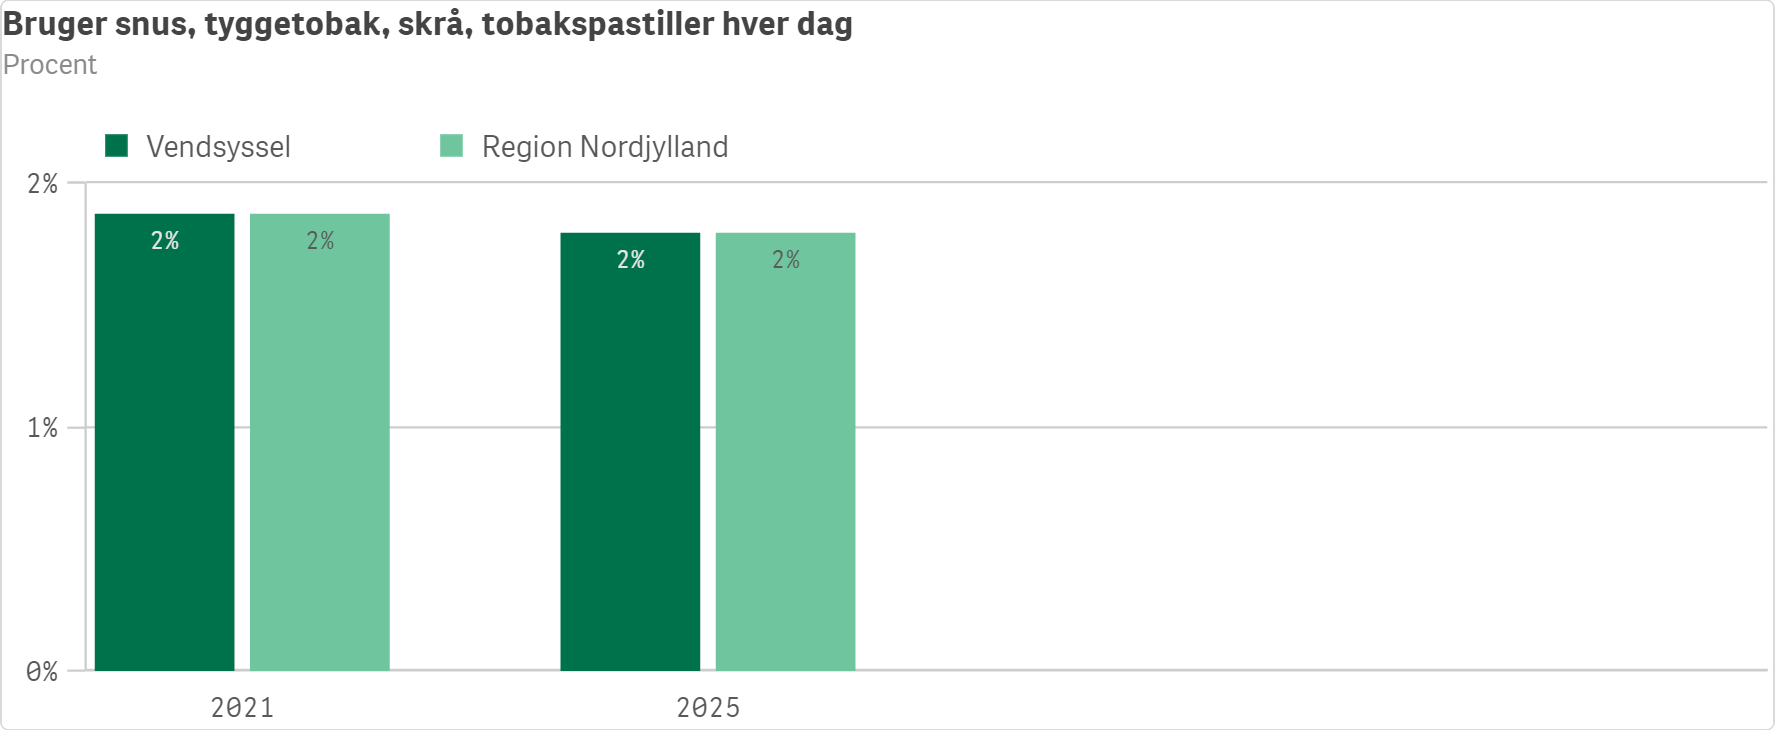 Bruger snus, tyggetobak, skrå, tobakspastiller hver dag
Procent
Vendsyssel Region Nordjylland
2%
2% 2% 2% 2%
1%
0%
2021 2025